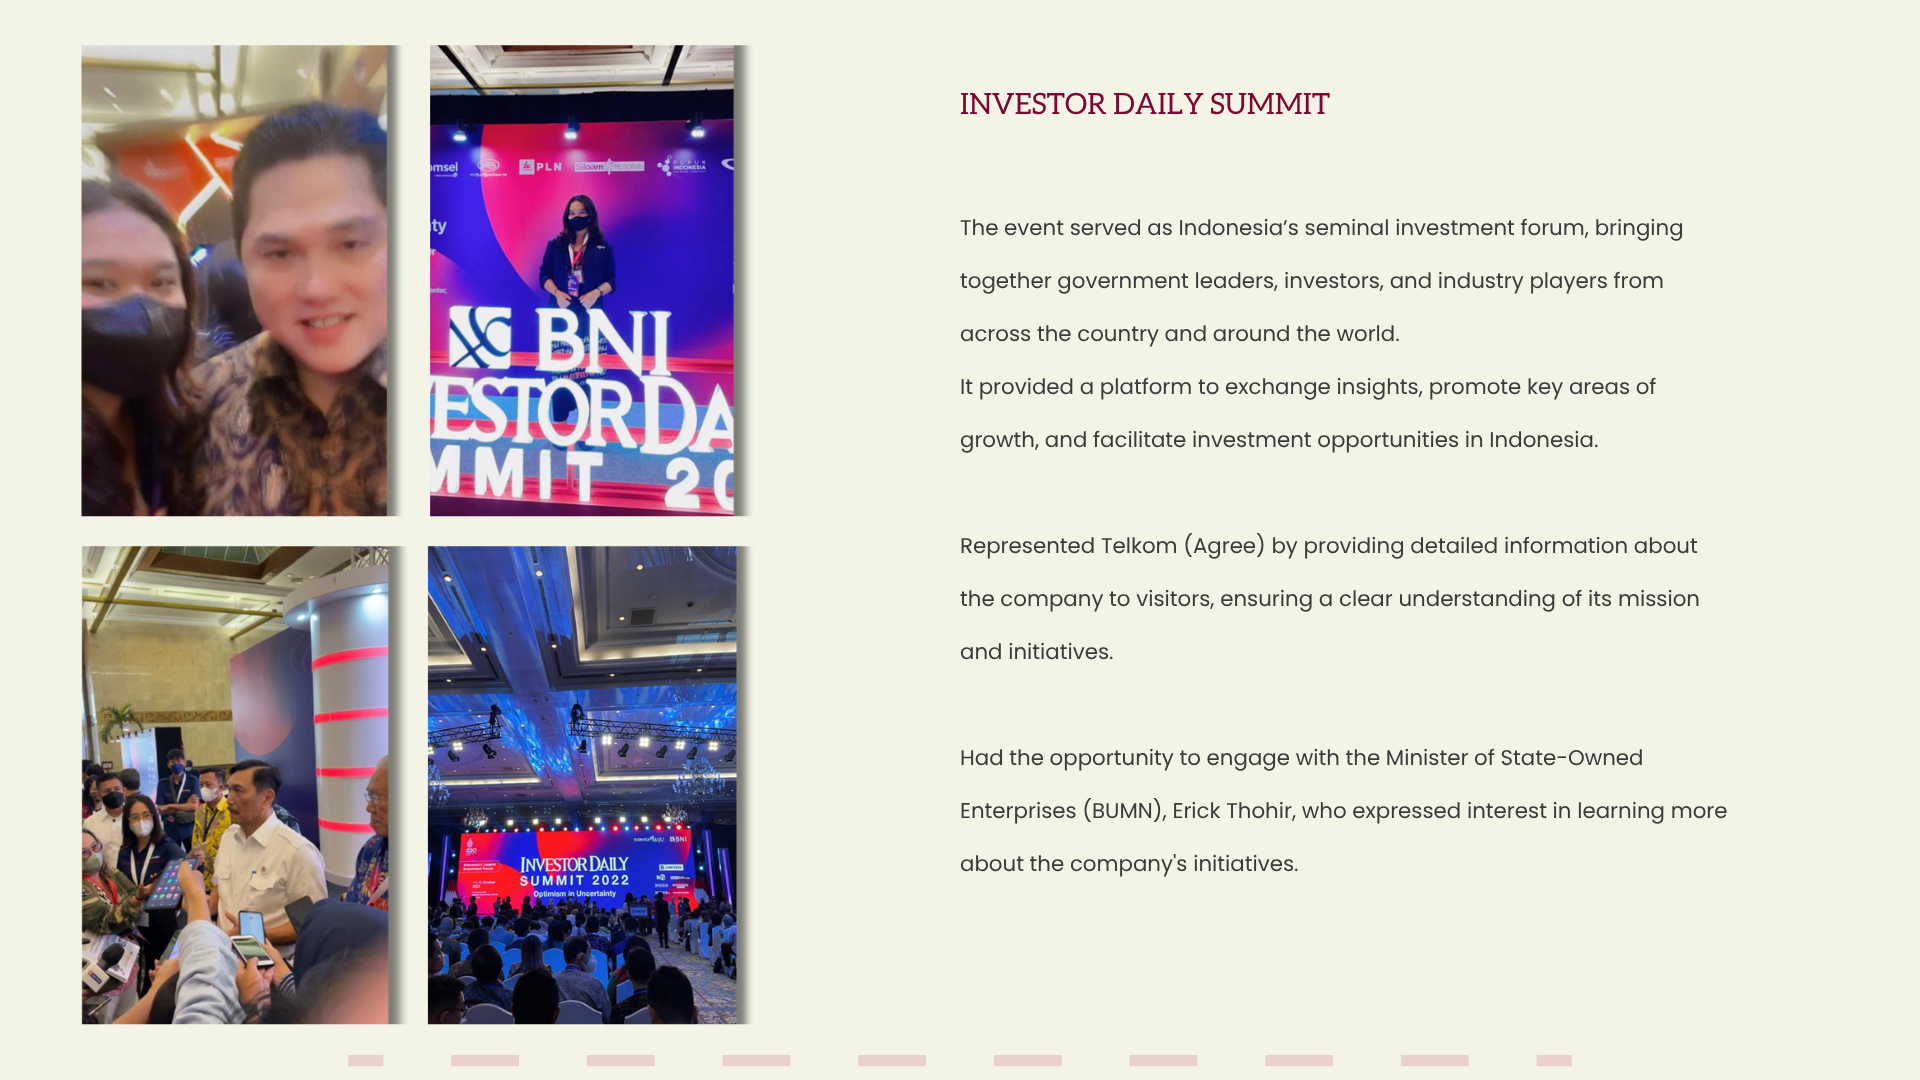 INVESTOR DAILY SUMMIT
The event served as Indonesia’s seminal investment forum, bringing
together government leaders, investors, and industry players from
across the country and around the world.
It provided a platform to exchange insights, promote key areas of
growth, and facilitate investment opportunities in Indonesia.
Represented Telkom (Agree) by providing detailed information about
the company to visitors, ensuring a clear understanding of its mission
and initiatives.
Had the opportunity to engage with the Minister of State-Owned
Enterprises (BUMN), Erick Thohir, who expressed interest in learning more
about the company's initiatives.
omsel
PLN
Siloam Hospitals
PUPUK
INDONESIA
ty
BNI
ESTOR DA
MMIT 20
G20
BNI
INVESTOR DAILY
SUMMIT 2022
Optimism in Uncertainty